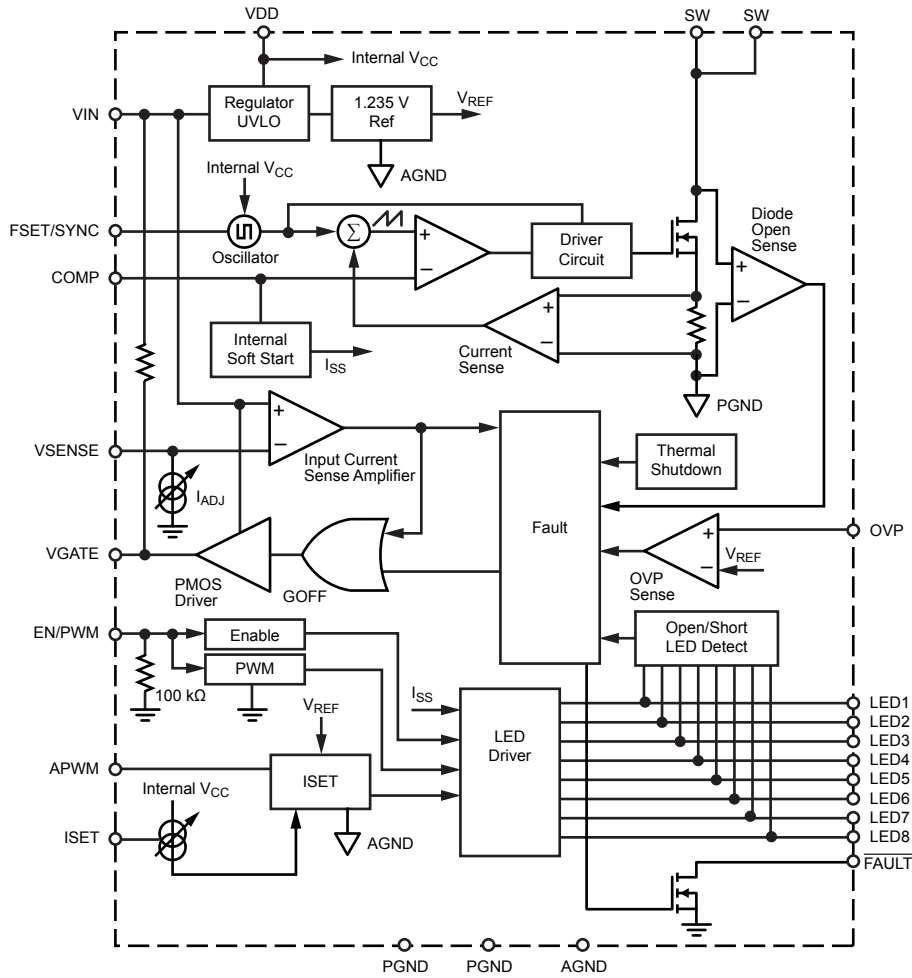 VDD
SW
SW
Internal VCC
VIN
Regulator
UVLO
1.235 V
Ref
VREF
AGND
Internal VCC
FSET/SYNC
Oscillator
Σ
+
−
Driver
Circuit
Diode
Open
Sense
+
−
COMP
Internal
Soft Start
ISS
Current
Sense
+
−
PGND
+
−
VSENSE
IADJ
Input Current
Sense Amplifier
Fault
Thermal
Shutdown
OVP
+
−
VREF
OVP
Sense
VGATE
PMOS
Driver
GOFF
EN/PWM
Enable
PWM
100 kΩ
Open/Short
LED Detect
ISS
VREF
LED
Driver
LED1
LED2
LED3
LED4
LED5
LED6
LED7
LED8
APWM
ISET
Internal VCC
ISET
AGND
FAULT
PGND
PGND
AGND